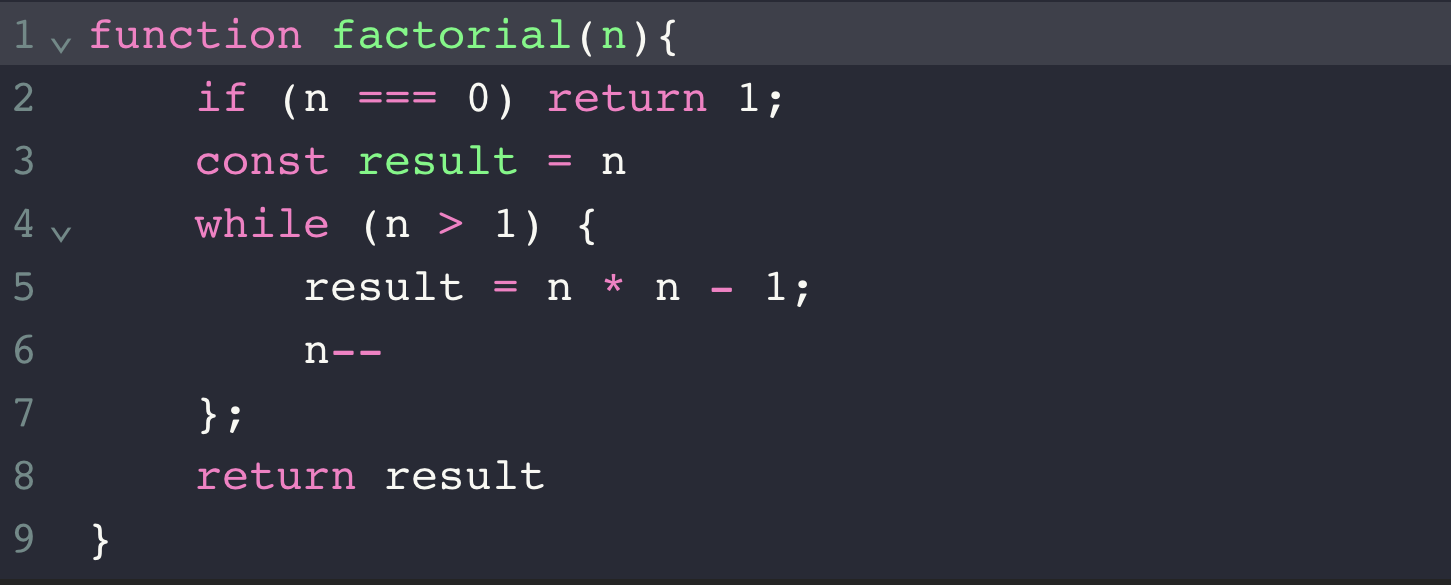 1 function factorial(n){
2     if (n === 0) return 1;
3     const result = n
4     while (n > 1) {
5         result = n * n - 1;
6         n--
7     };
8     return result
9 }